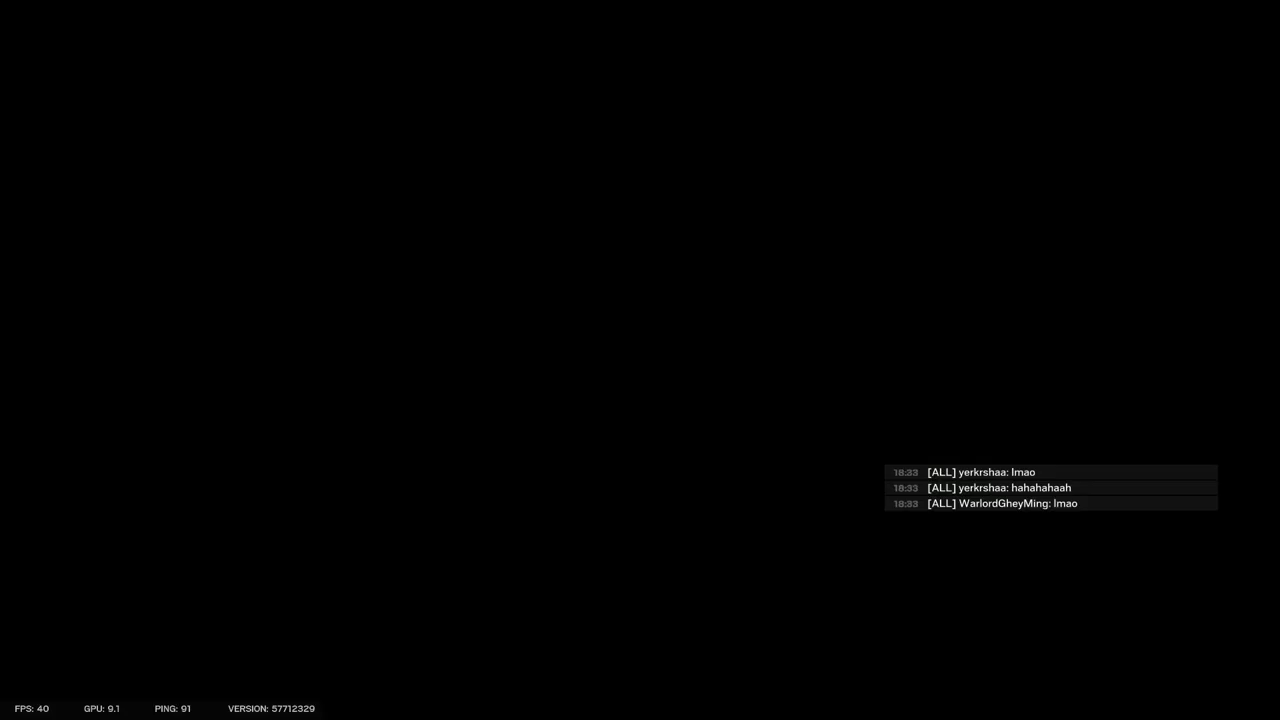 18:33 [ALL] yerkrshaa: lmao
18:33 [ALL] yerkrshaa: hahahahaah
18:33 [ALL] WarlordGheyMing: lmao
FPS: 40 GPU: 9.1 PING: 91 VERSION: 57712329